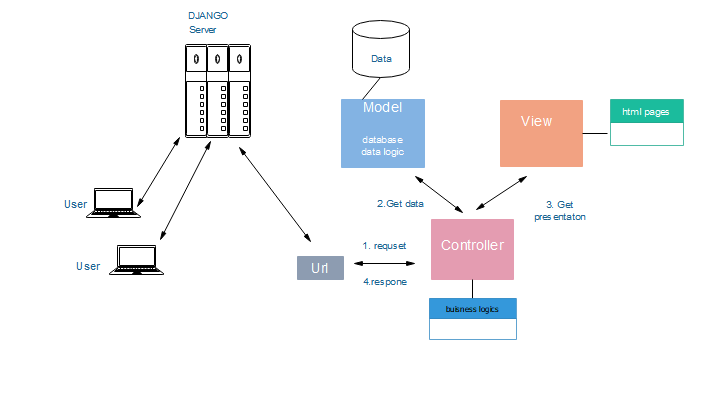 DJANGO
Server
Data
Model
database
data logic
View
html pages
User
2.Get data
3. Get
presentaton
1. requset
Controller
User
Url
4.respone
buisness logics